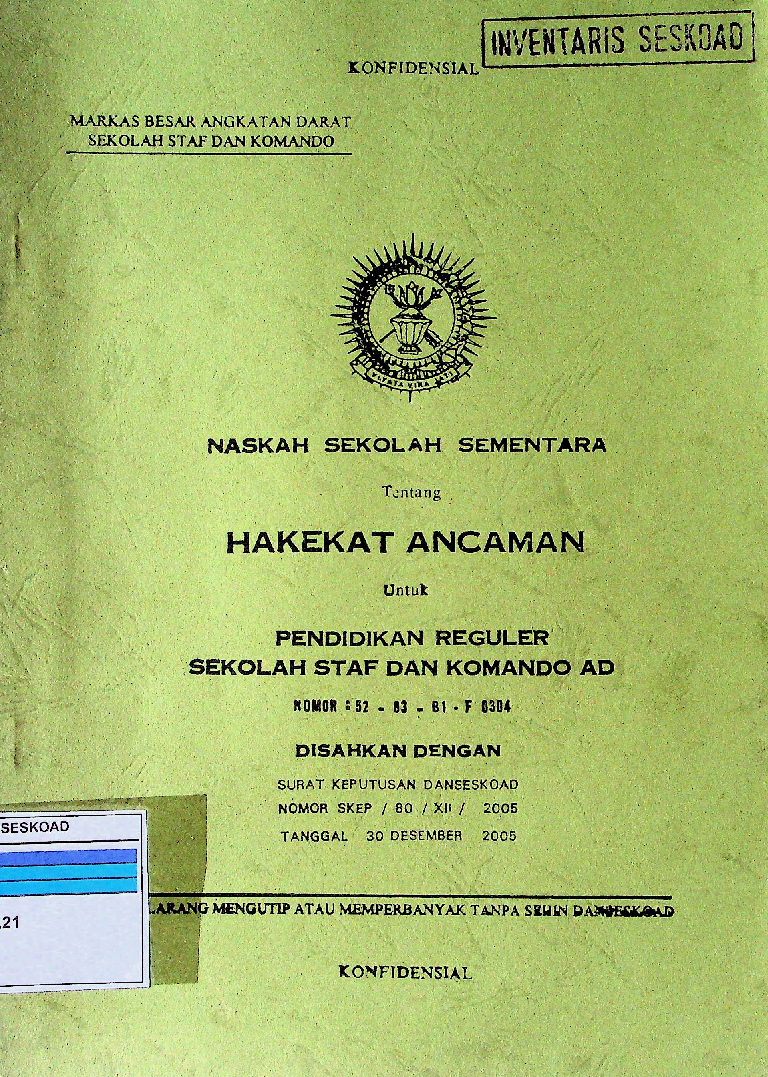 INVENTARIS SESKOAD
KONFIDENSIAL
MARKAS BESAR ANGKATAN DARAT
SEKOLAH STAF DAN KOMANDO
NASKAH SEKOLAH SEMENTARA
Tentang
HAKEKAT ANCAMAN
Untuk
PENDIDIKAN REGULER
SEKOLAH STAF DAN KOMANDO AD
NOMOR : 52 - 03 - B1 - F 0304
DISAHKAN DENGAN
SURAT KEPUTUSAN DANSESKOAD
NOMOR SKEP / 80 / XII / 2005
TANGGAL 30 DESEMBER 2005
SESKOAD
.21
LARANG MENGUTIP ATAU MEMPERBANYAK TANPA SEIJIN DANSESKOAD
KONFIDENSIAL